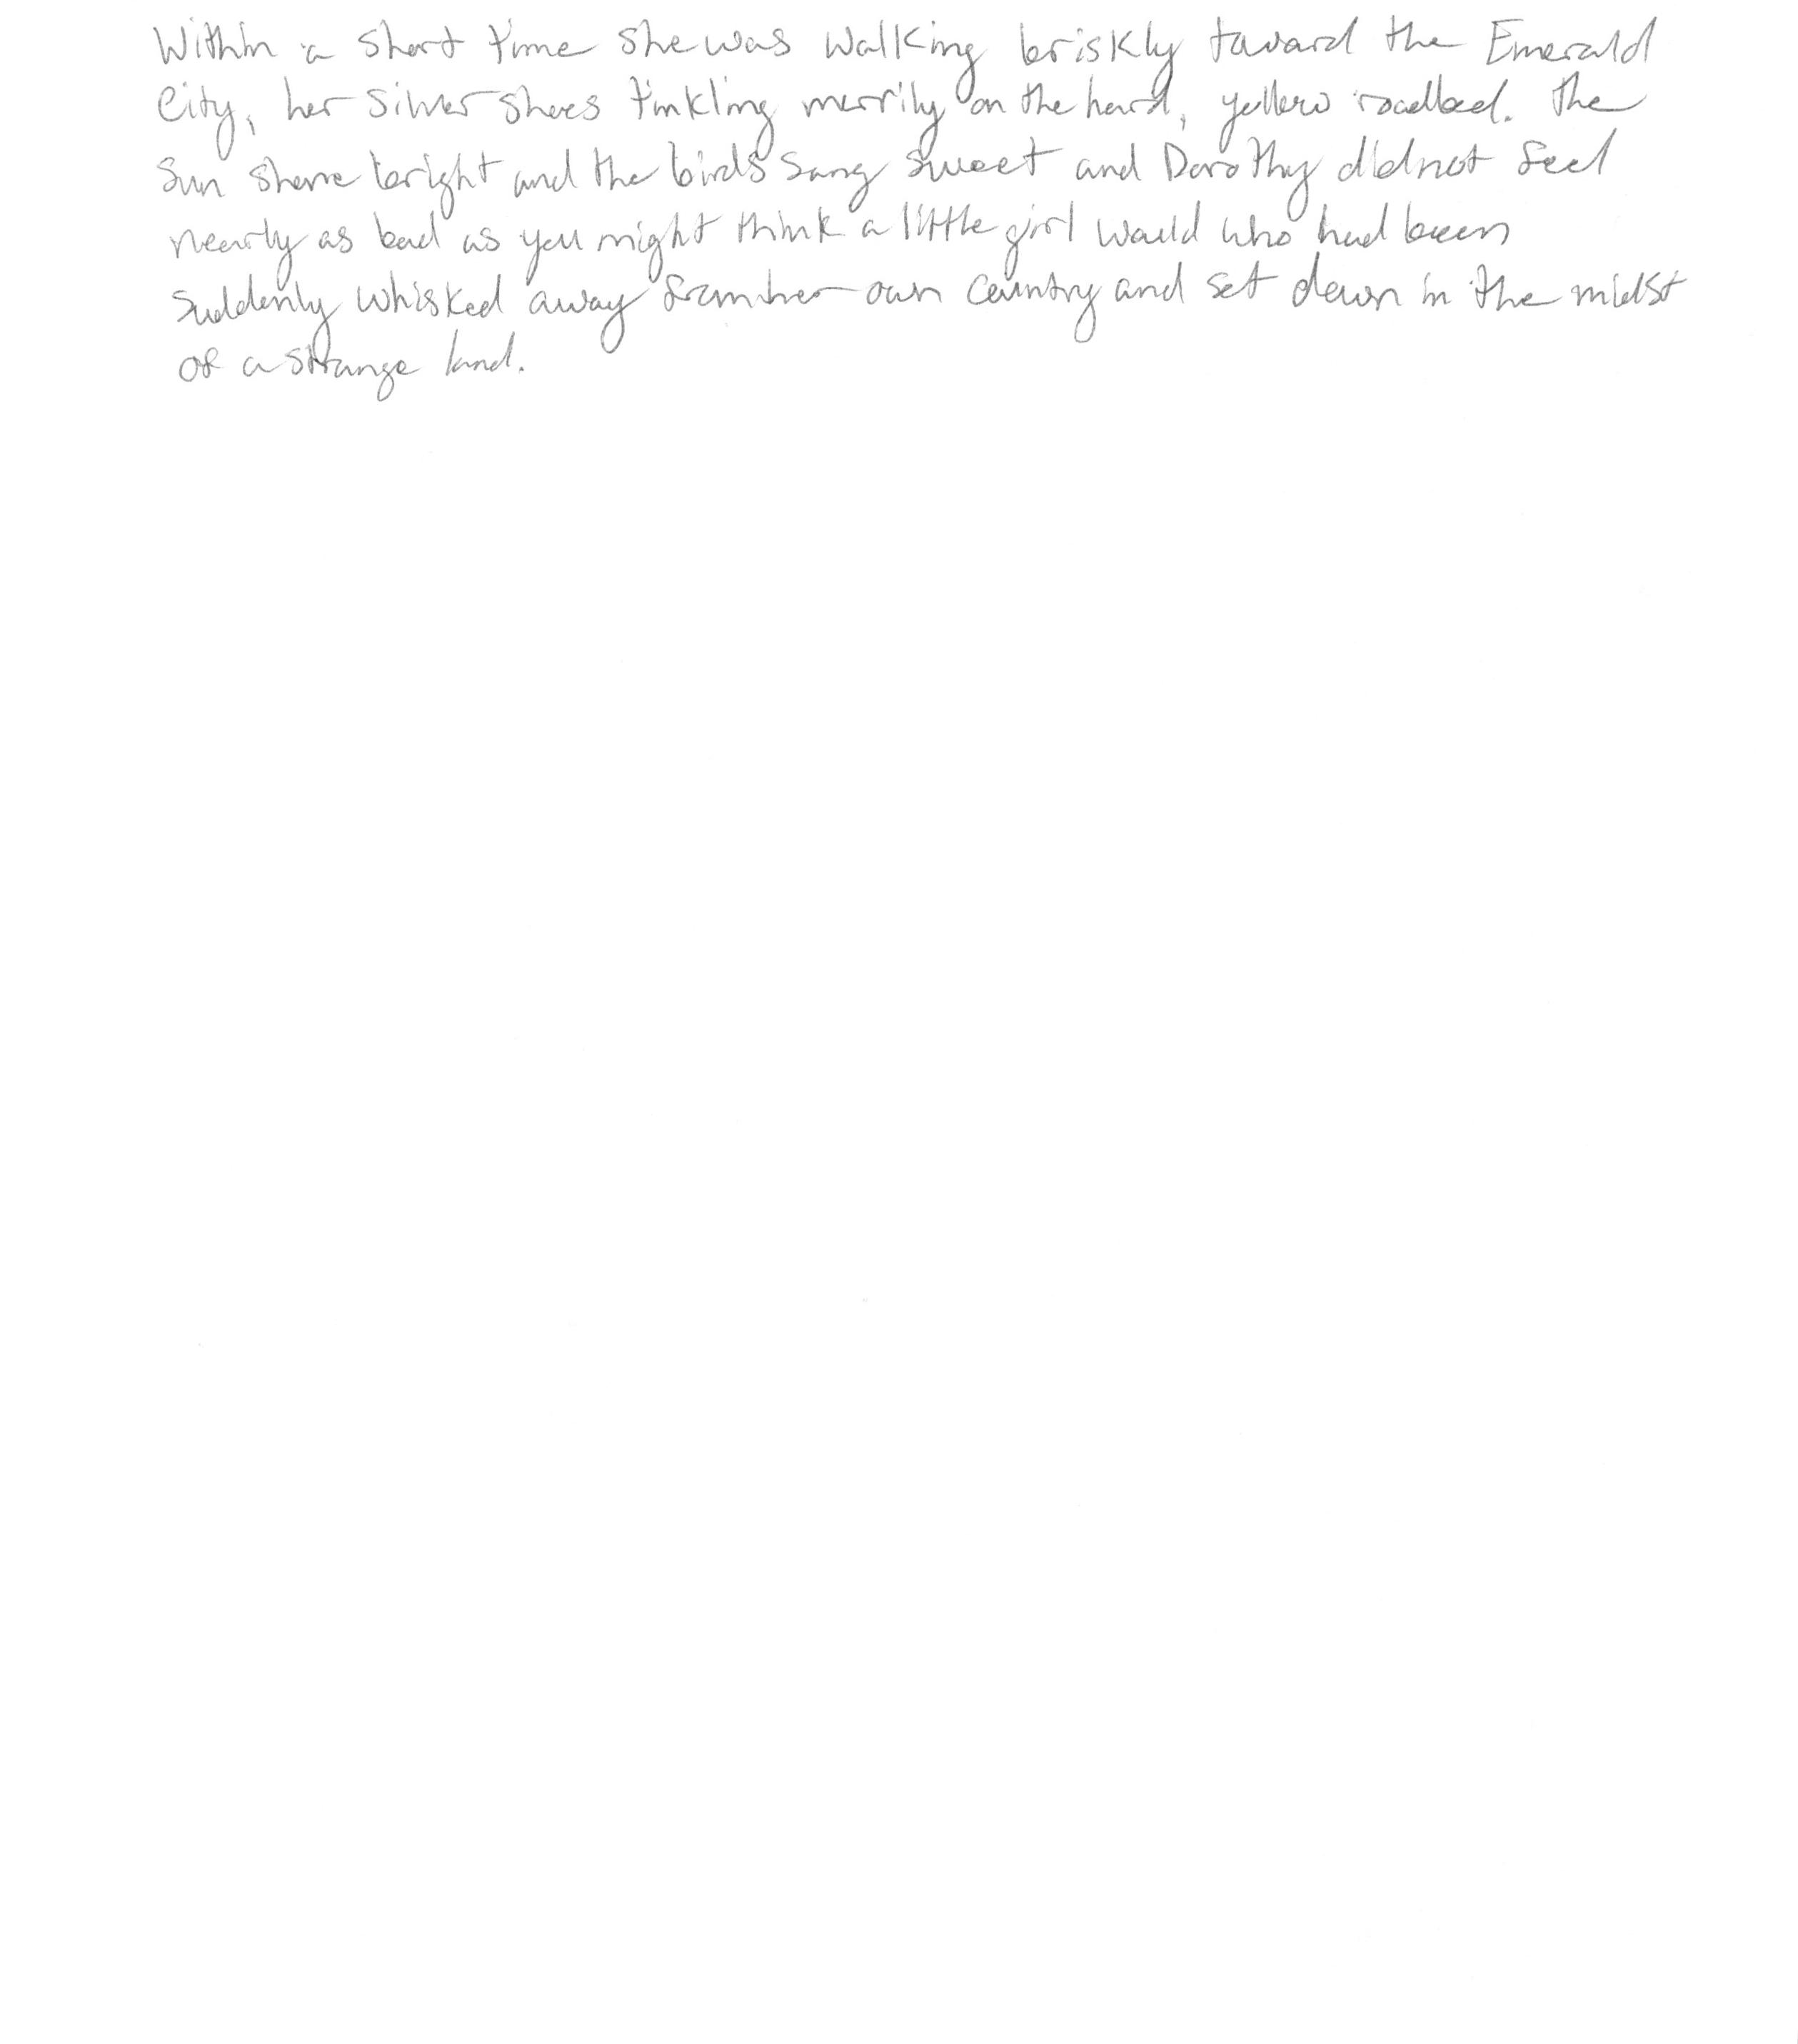 Within a short time she was walking briskly toward the Emerald
City, her silver shoes tinkling merrily on the hard, yellow roadbed. The
sun shone bright and the birds sang sweet and Dorothy did not feel
nearly as bad as you might think a little girl would who had been
suddenly whisked away from her own country and set down in the midst
of a strange land.